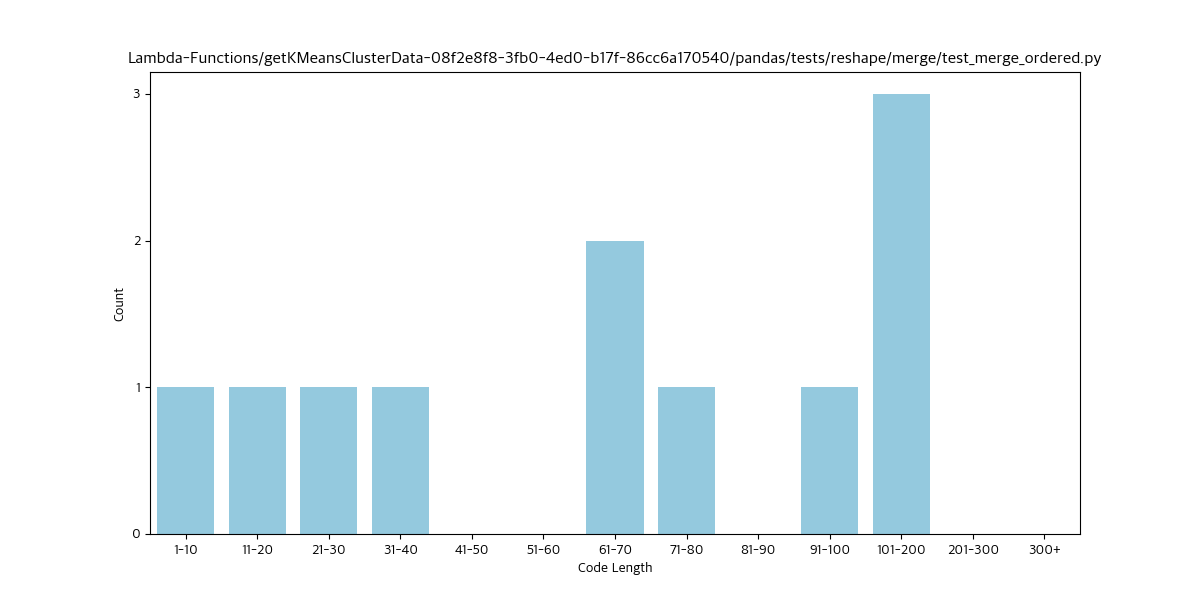 Lambda-Functions/getKMeansClusterData-08f2e8f8-3fb0-4ed0-b17f-86cc6a170540/pandas/tests/reshape/merge/test_merge_ordered.py
3
2
1
0
Count
1-10 11-20 21-30 31-40 41-50 51-60 61-70 71-80 81-90 91-100 101-200 201-300 300+
Code Length